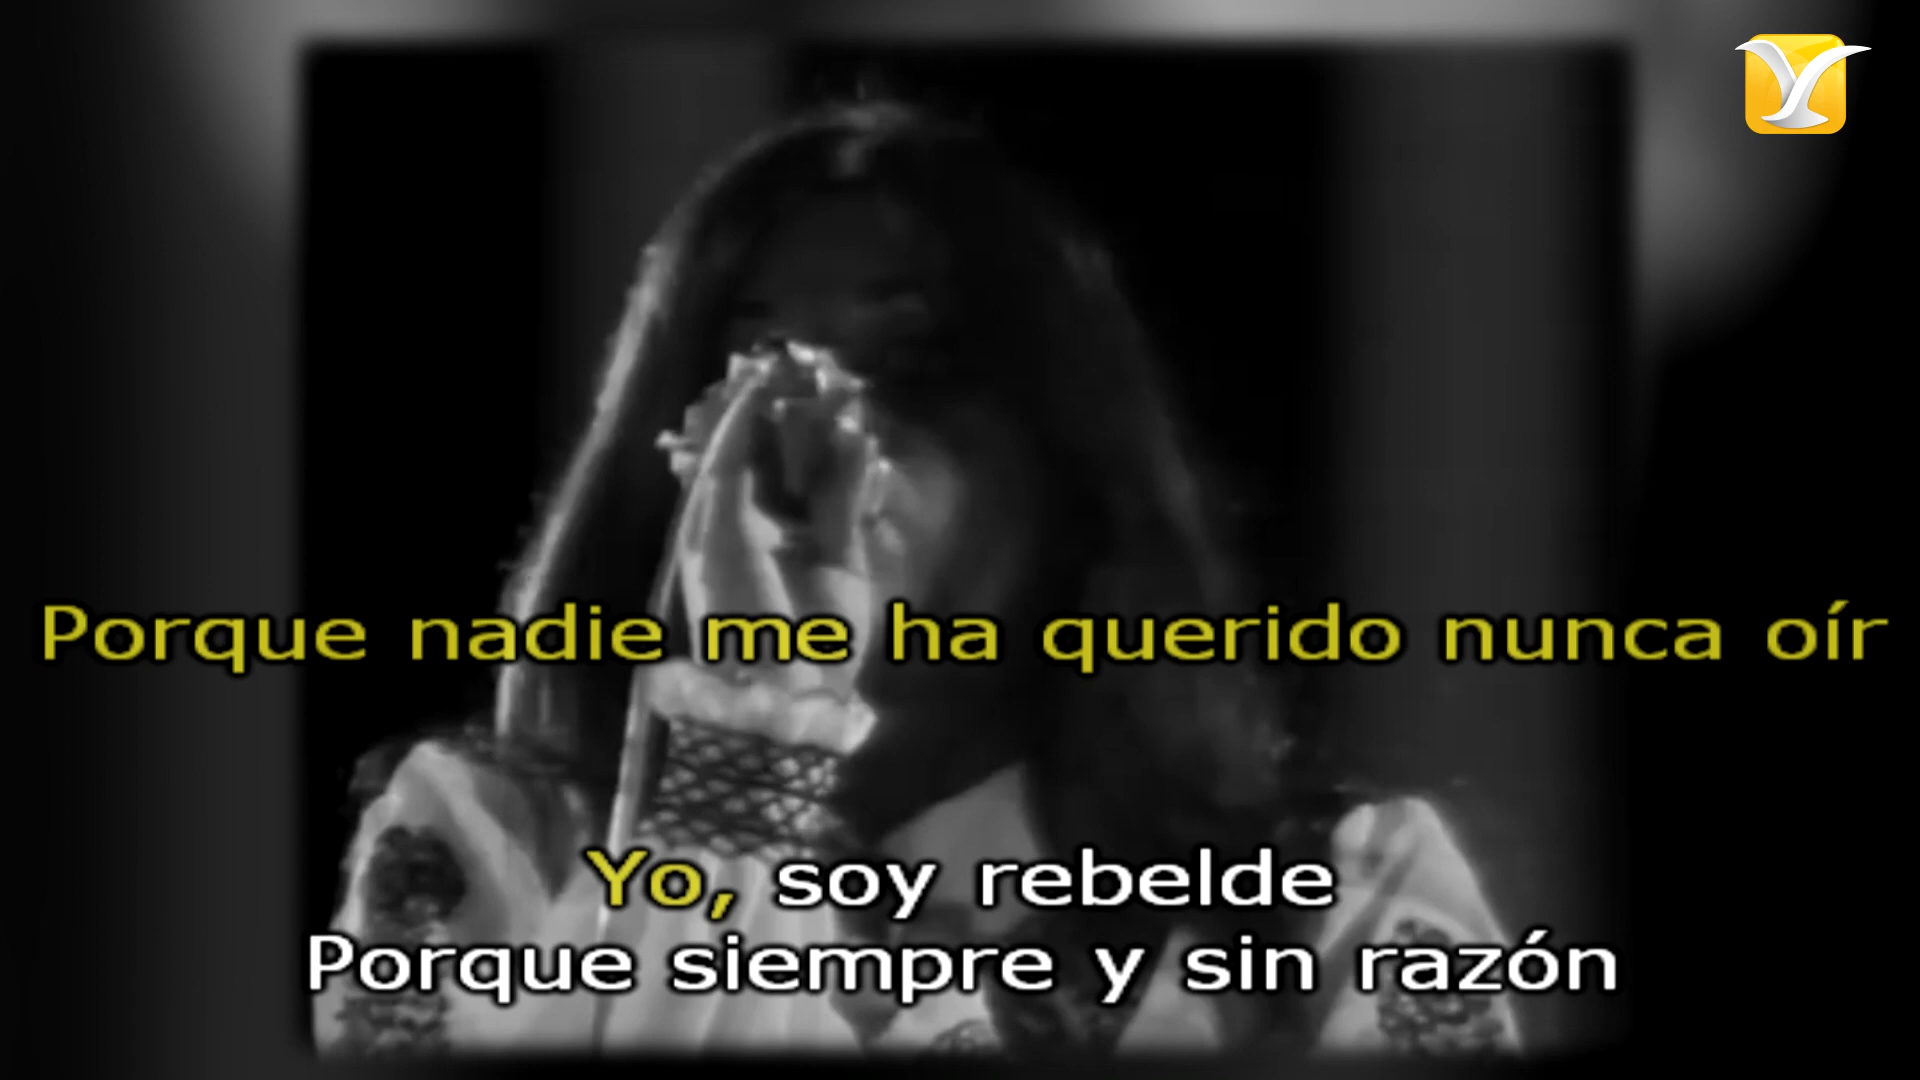 Porque nadie me ha querido nunca oír
Yo, soy rebelde
Porque siempre y sin razón